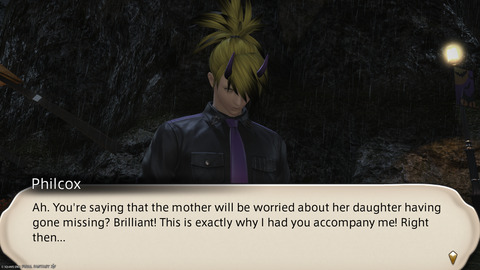 Philcox
Ah. You're saying that the mother will be worried about her daughter having
gone missing? Brilliant! This is exactly why I had you accompany me! Right
then...